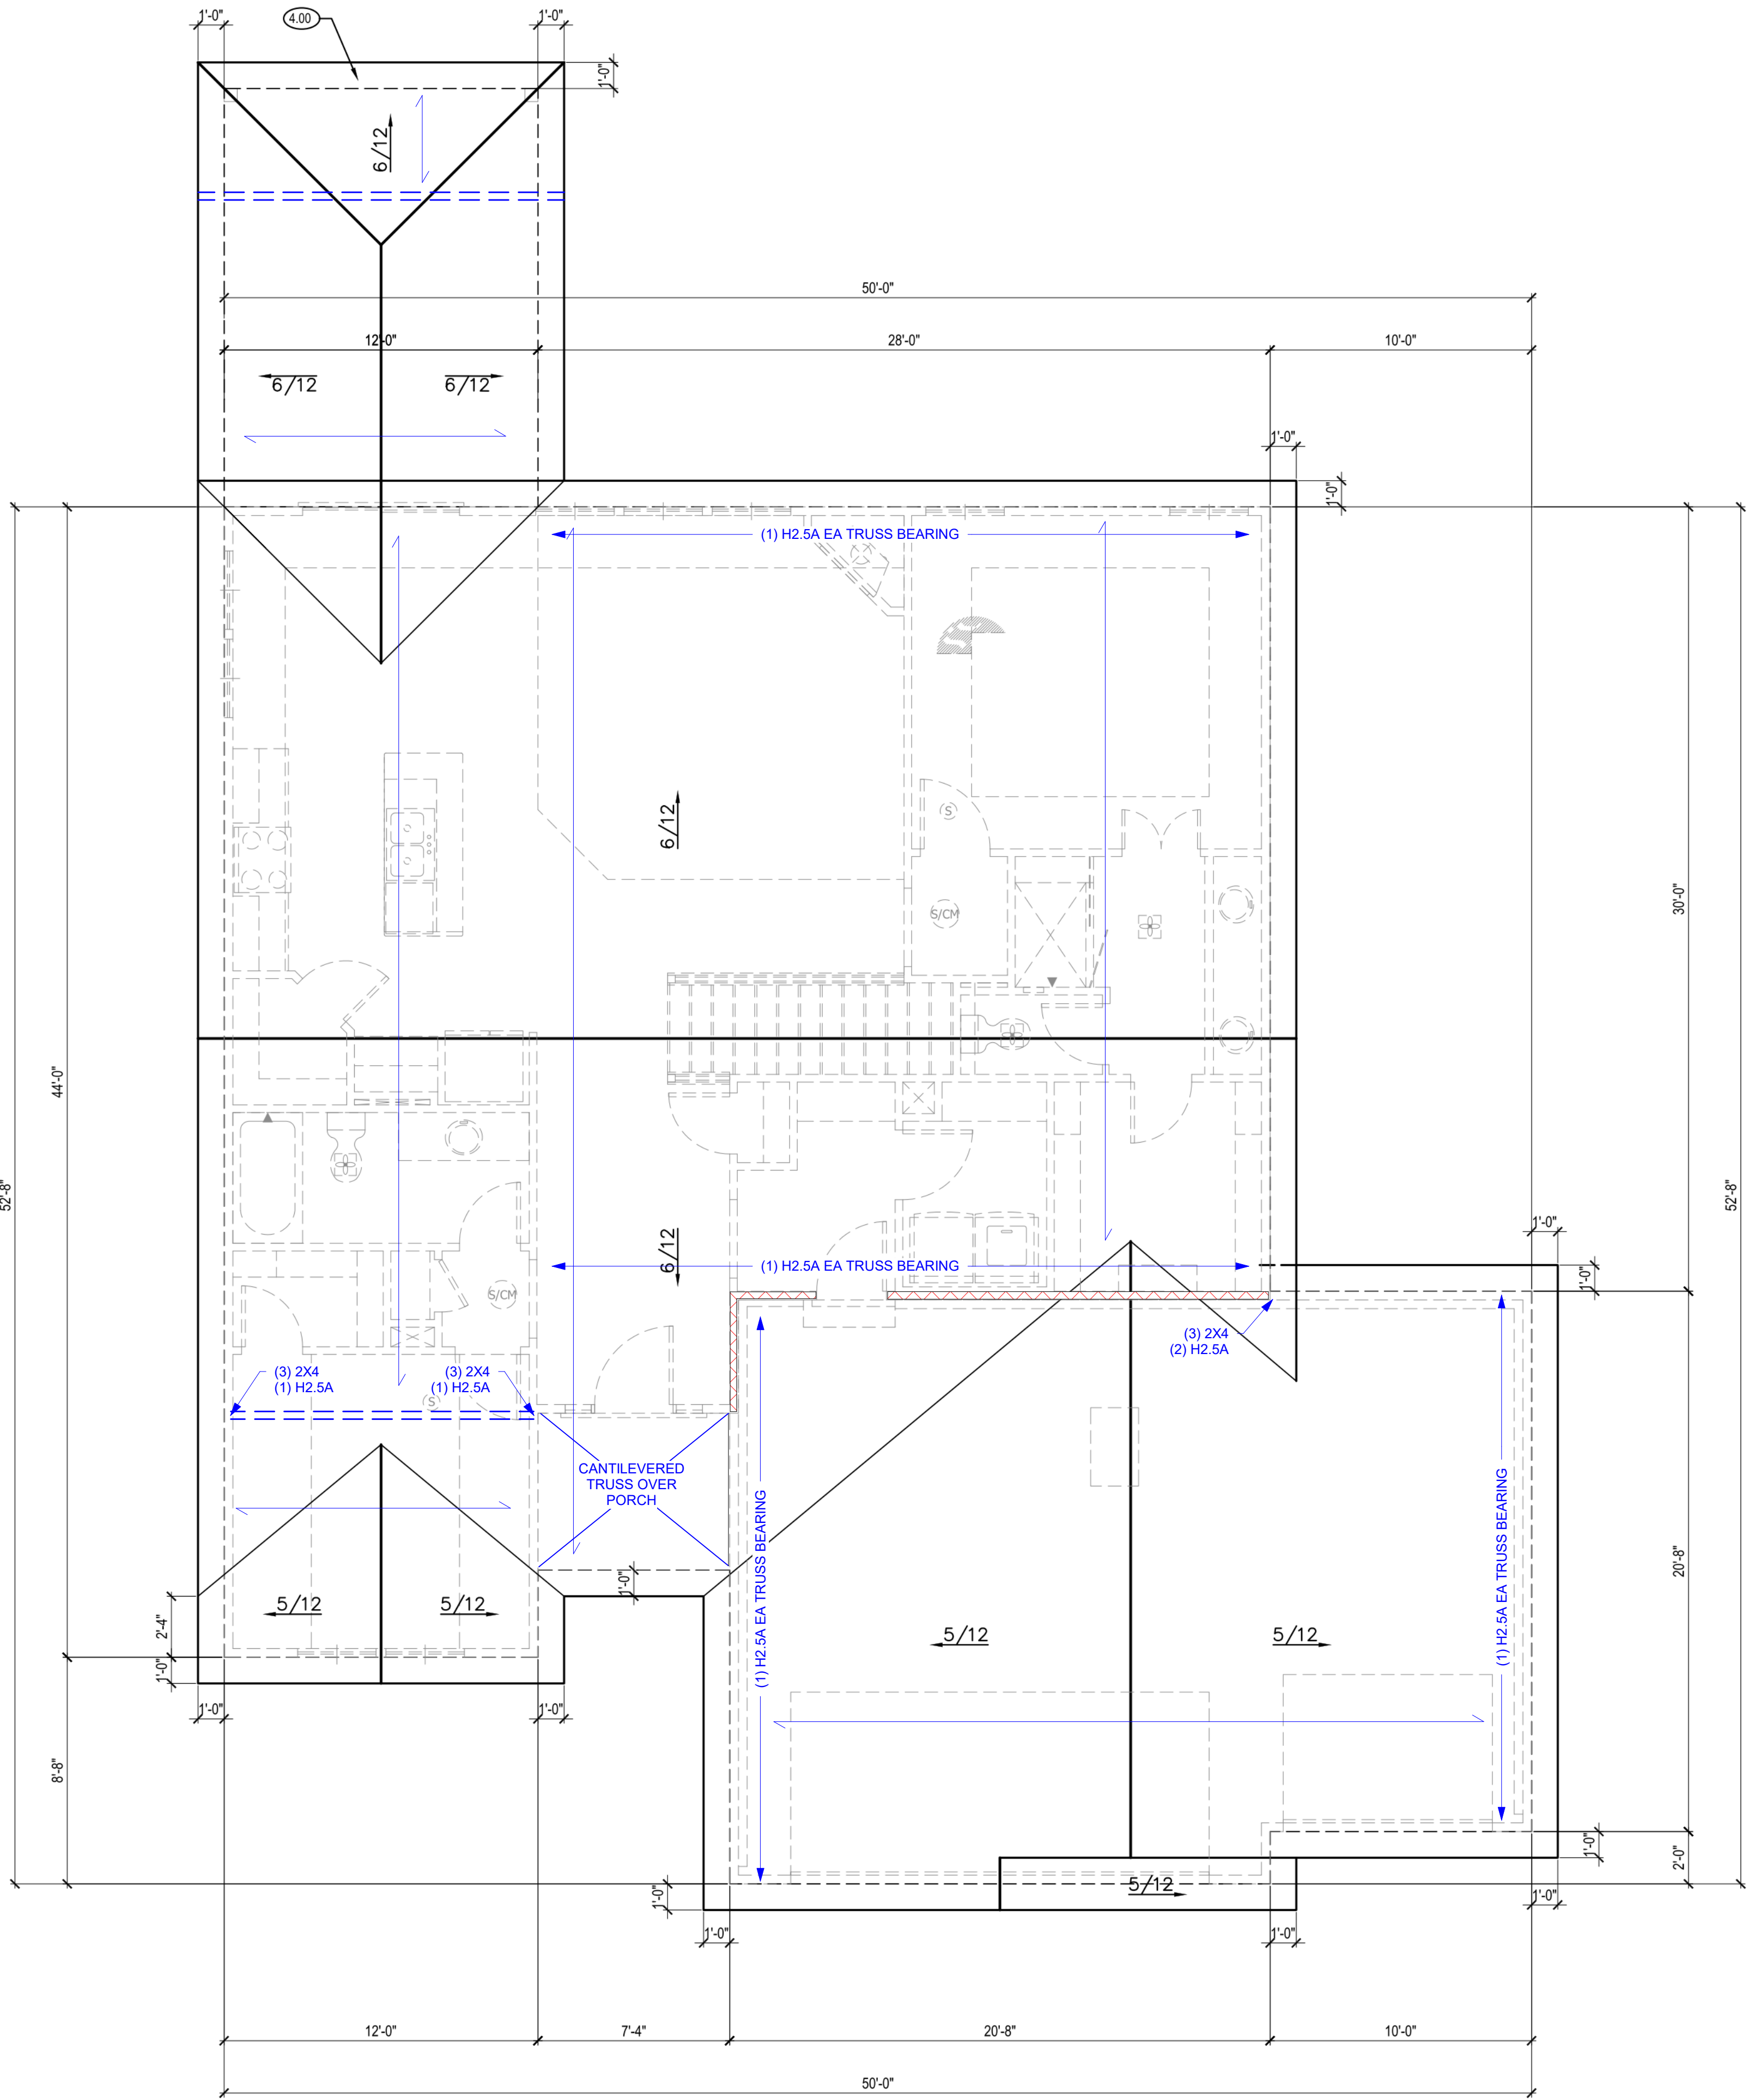 1'-0"
4.00
1'-0"
1'-0"
6/12
50'-0"
12'-0"
28'-0"
10'-0"
6/12
6/12
1'-0"
1'-0"
(1) H2.5A EA TRUSS BEARING
S
6/12
S/CM
30'-0"
44'-0"
52'-8"
52'-8"
1'-0"
6/12
(1) H2.5A EA TRUSS BEARING
1'-0"
S/CM
(3) 2X4
(2) H2.5A
(3) 2X4
(1) H2.5A
(3) 2X4
(1) H2.5A
S
CANTILEVERED
TRUSS OVER
PORCH
(1) H2.5A EA TRUSS BEARING
(1) H2.5A EA TRUSS BEARING
20'-8"
1'-0"
2'-4"
5/12
5/12
5/12
5/12
1'-0"
1'-0"
1'-0"
8'-8"
1'-0"
2'-0"
5/12
1'-0"
1'-0"
1'-0"
1'-0"
12'-0"
7'-4"
20'-8"
10'-0"
50'-0"